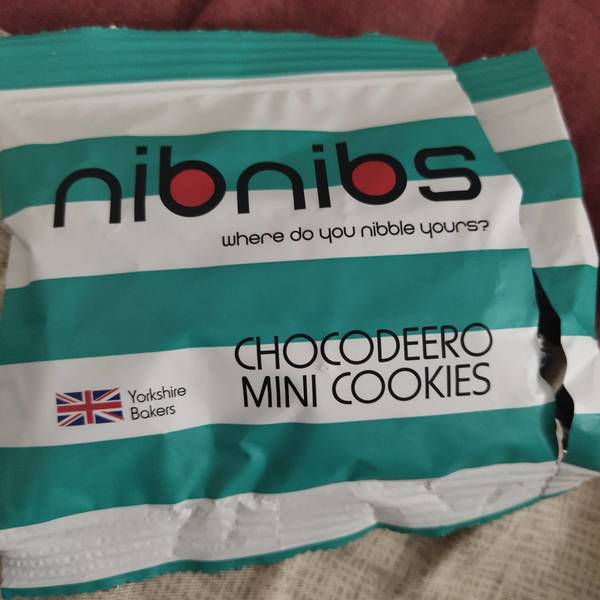 nibnibs
where do you nibble yours?
CHOCODEERO
MINI COOKIES
Yorkshire
Bakers